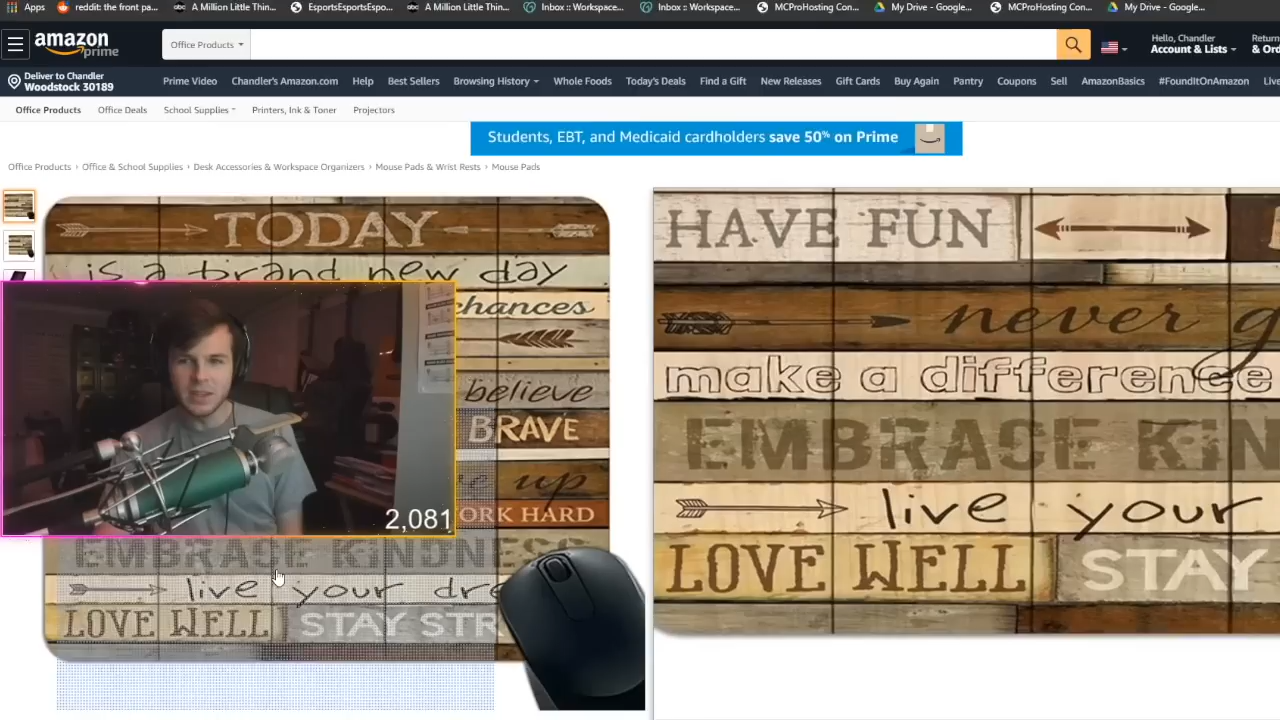 Apps reddit: the front pa... A Million Little Thin... EsportsEsportsEspo... A Million Little Thin... Inbox :: Workspace... Inbox :: Workspace... MCProHosting Con... My Drive - Google... MCProHosting Con... My Drive - Google...
amazon prime Office Products Hello, Chandler Return
Account & Lists & Ord
Deliver to Chandler
Woodstock 30189 Prime Video Chandler's Amazon.com Help Best Sellers Browsing History Whole Foods Today's Deals Find a Gift New Releases Gift Cards Buy Again Pantry Coupons Sell AmazonBasics #FoundItOnAmazon Liv
Office Products Office Deals School Supplies Printers, Ink & Toner Projectors
Students, EBT, and Medicaid cardholders save 50% on Prime
Office Products › Office & School Supplies › Desk Accessories & Workspace Organizers › Mouse Pads & Wrist Rests › Mouse Pads
TODAY
is a brand new day
chances
believe
BRAVE
up
ORK HARD
2,081
EMBRACE KINDNESS
live your dre
LOVE WELL STAY STR
HAVE FUN
never g
make a difference
EMBRACE KIN
live your
LOVE WELL STAY